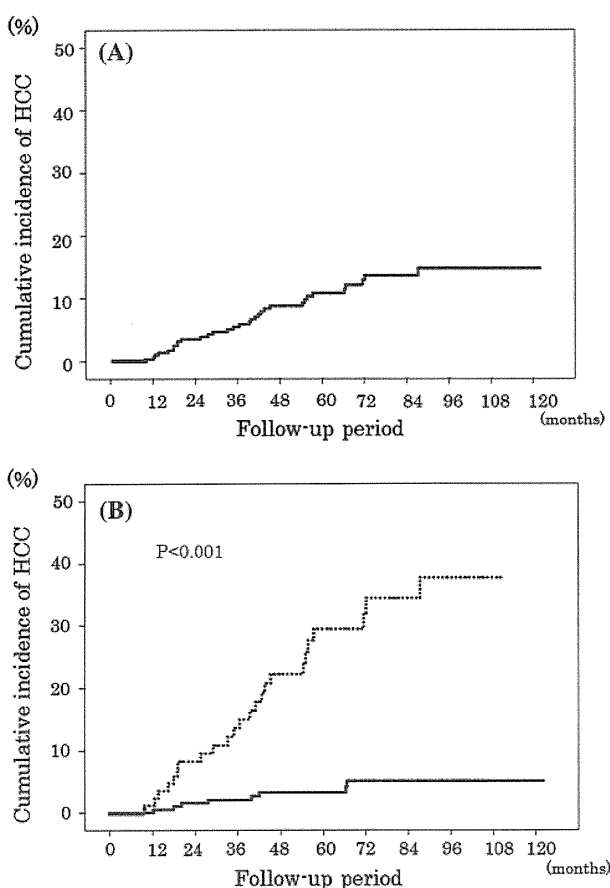 (%)
(A)
50
40
30
20
10
0
Cumulative incidence of HCC
0 12 24 36 48 60 72 84 96 108 120
(months)
Follow-up period
(%)
(B)
P<0.001
50
40
30
20
10
0
Cumulative incidence of HCC
0 12 24 36 48 60 72 84 96 108 120
(months)
Follow-up period